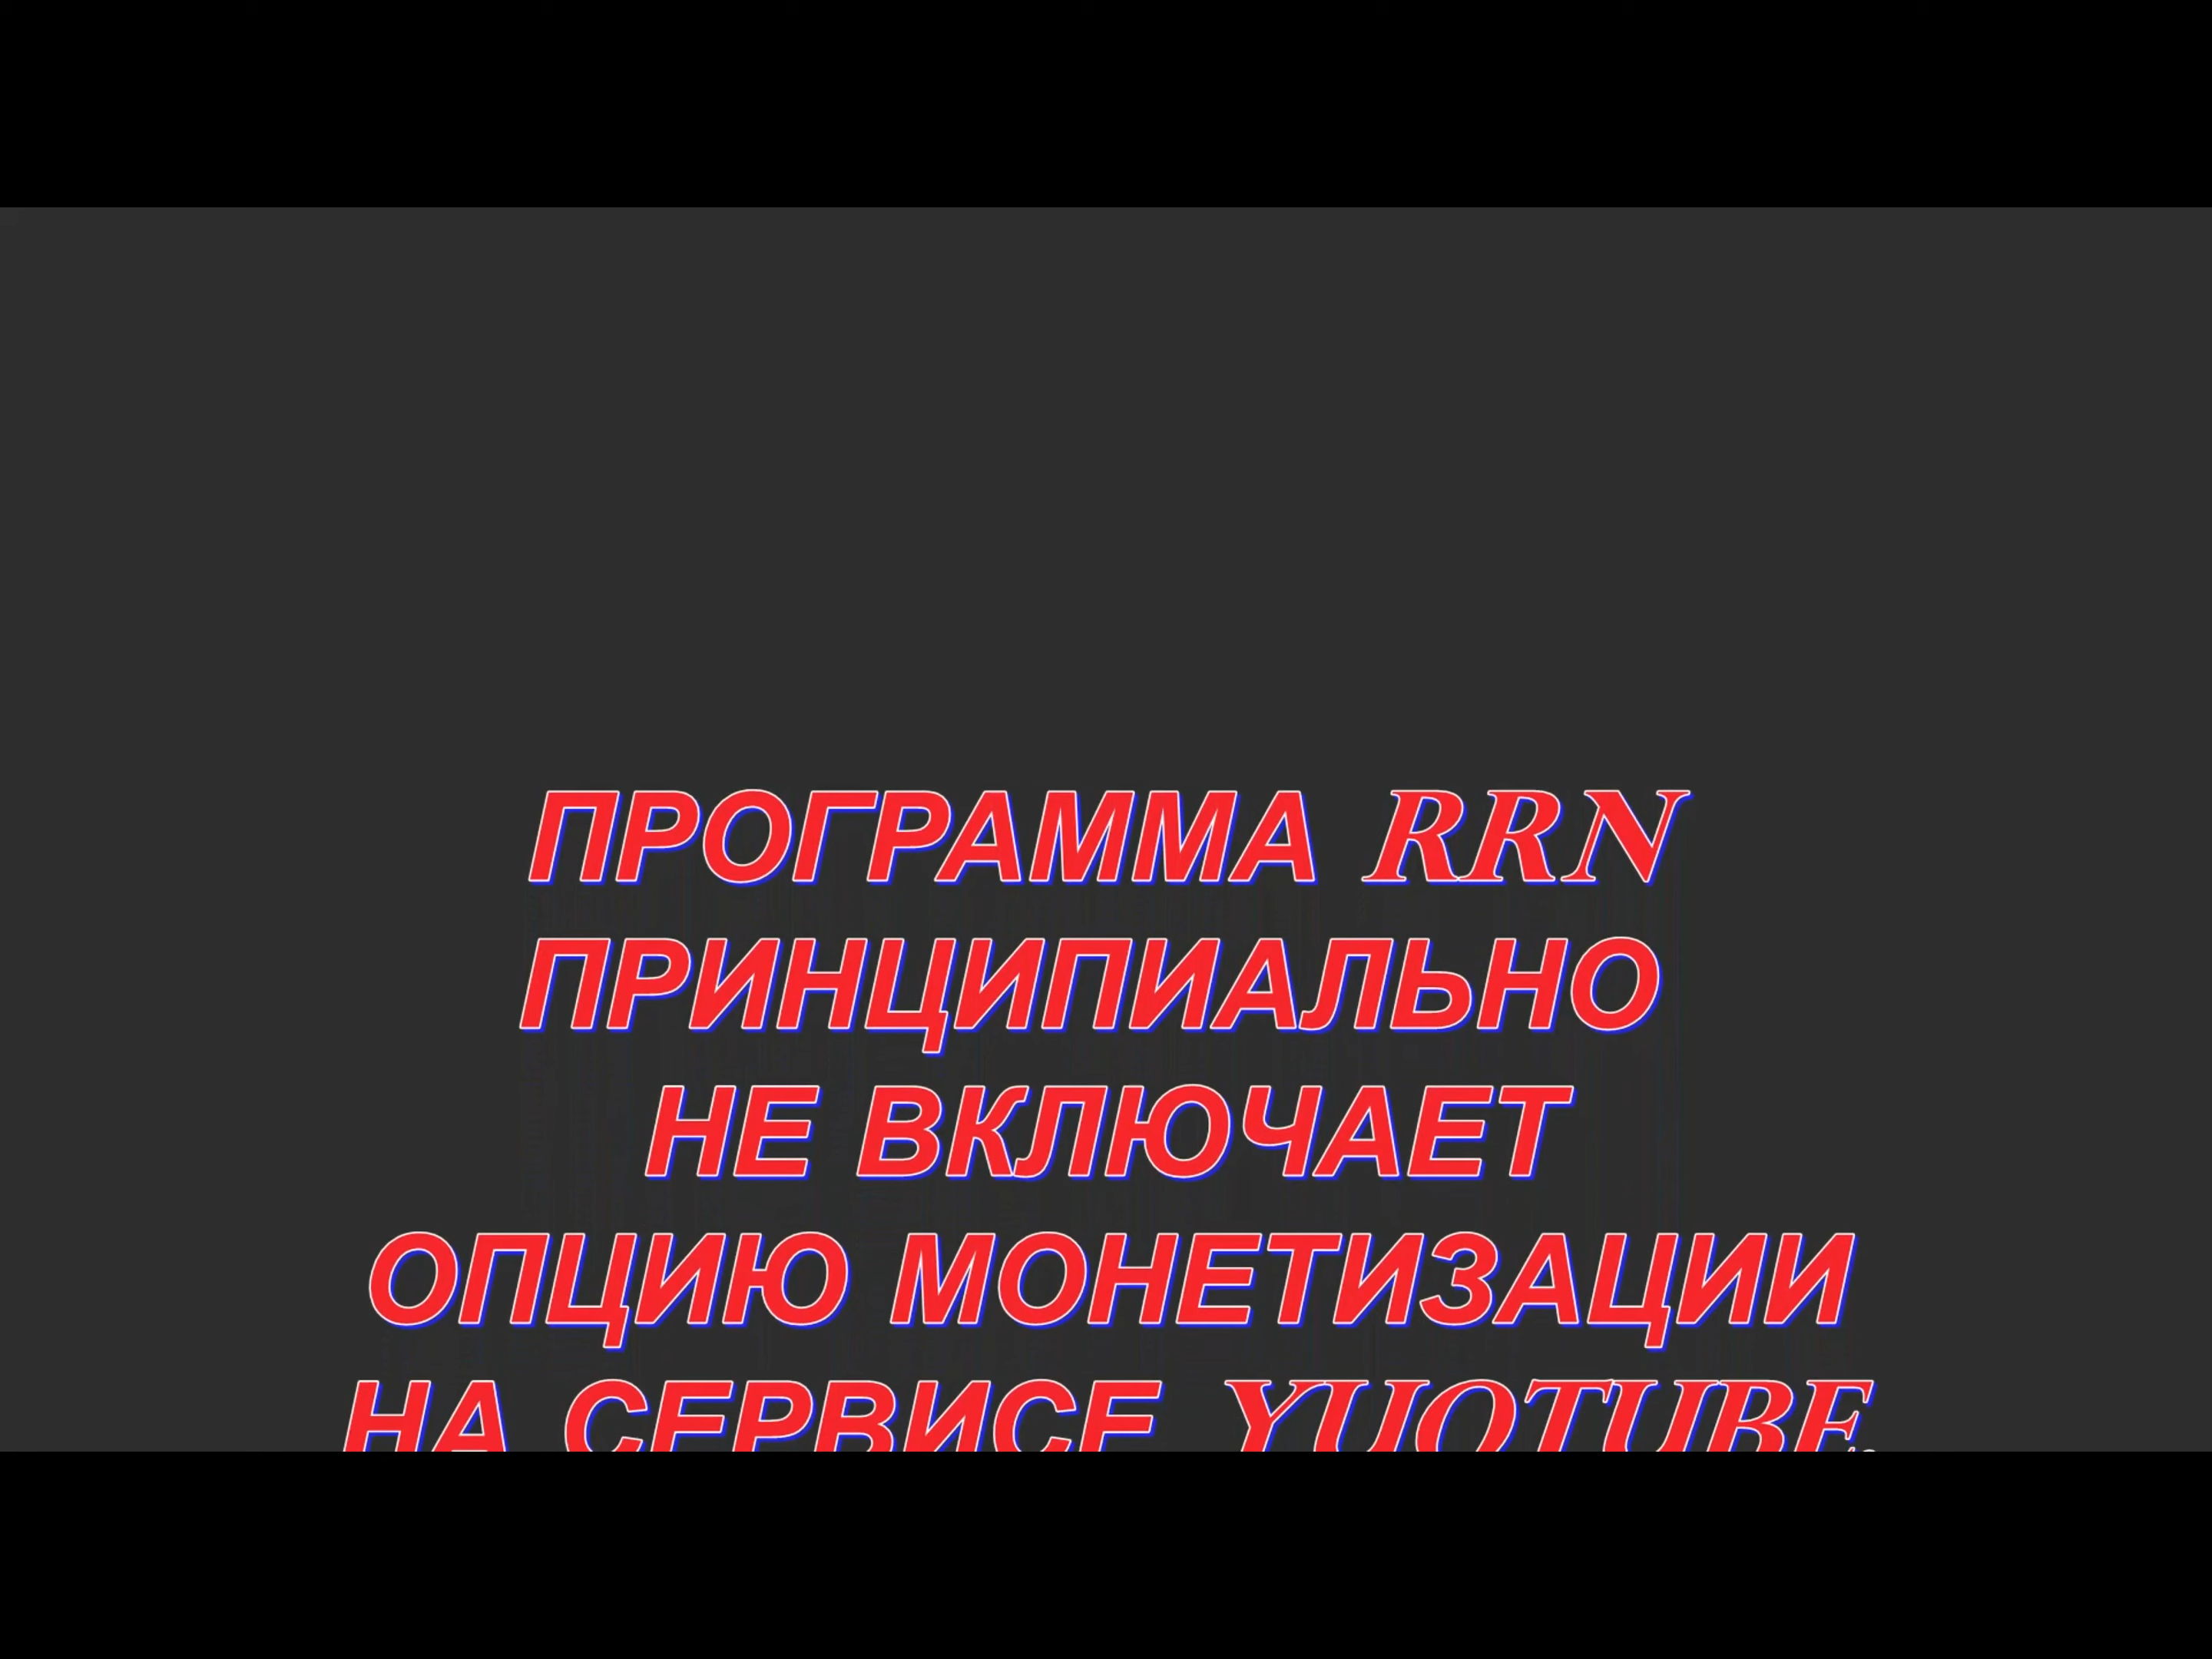 ПРОГРАММА RRN
ПРИНЦИПИАЛЬНО
НЕ ВКЛЮЧАЕТ
ОПЦИЮ МОНЕТИЗАЦИИ
НА СЕРВИСЕ YUOTUBE